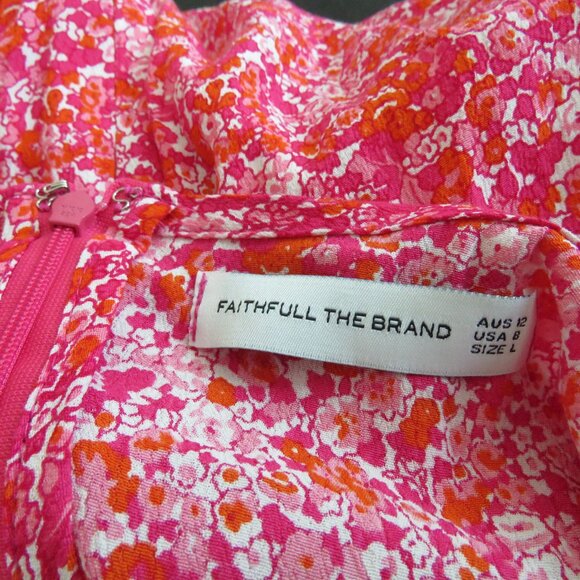 FAITHFULL THE BRAND
AUS 12
USA 8
SIZE L